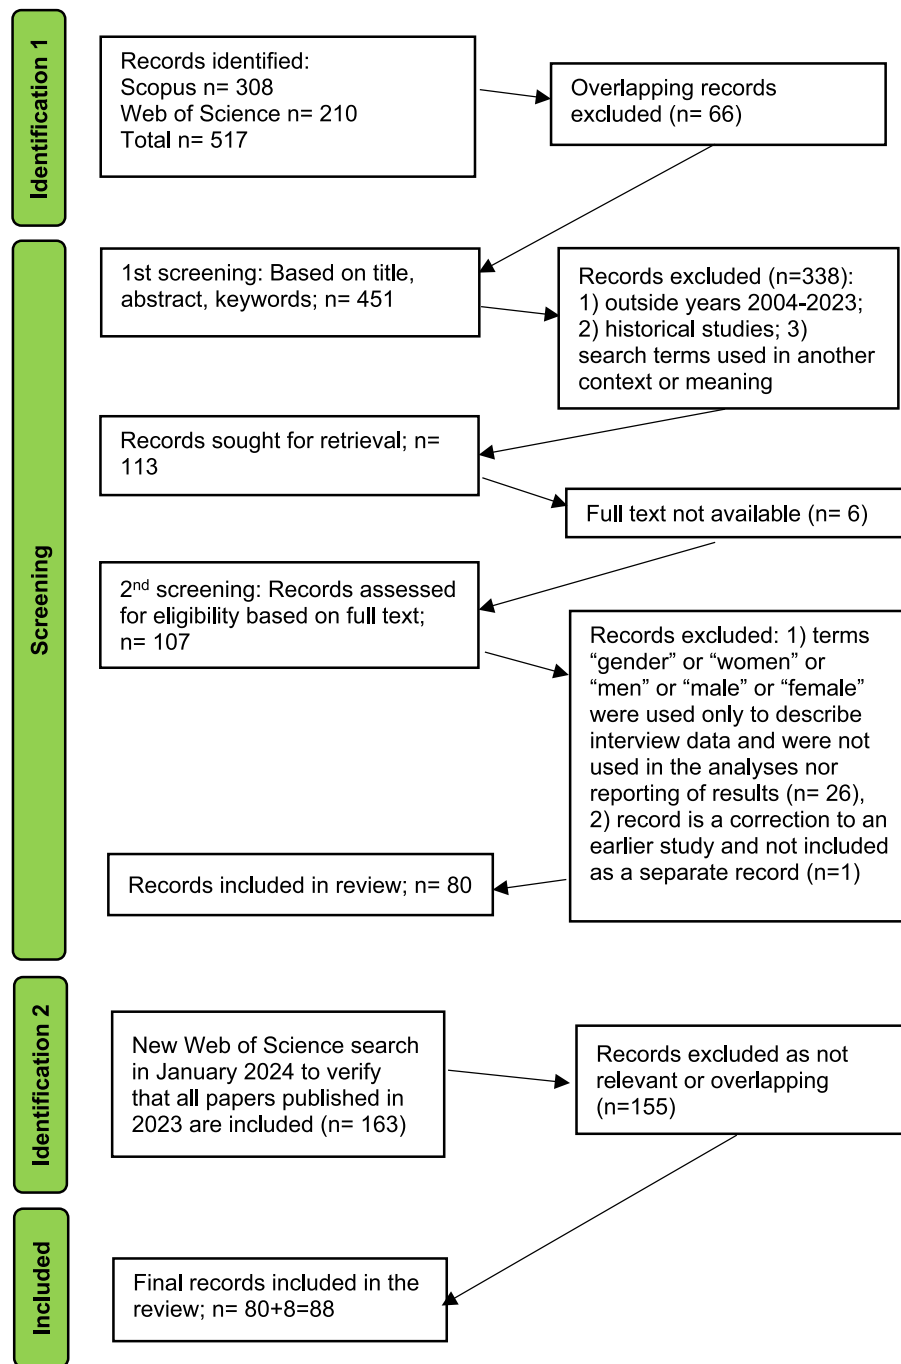 Identification 1
Records identified:
Scopus n= 308
Web of Science n= 210
Total n= 517
Overlapping records
excluded (n= 66)
Screening
1st screening: Based on title,
abstract, keywords; n= 451
Records excluded (n=338):
1) outside years 2004-2023;
2) historical studies; 3)
search terms used in another
context or meaning
Records sought for retrieval; n=
113
Full text not available (n= 6)
2nd screening: Records assessed
for eligibility based on full text;
n= 107
Records excluded: 1) terms
“gender” or “women” or
“men” or “male” or “female”
were used only to describe
interview data and were not
used in the analyses nor
reporting of results (n= 26),
2) record is a correction to an
earlier study and not included
as a separate record (n=1)
Records included in review; n= 80
Identification 2
New Web of Science search
in January 2024 to verify
that all papers published in
2023 are included (n= 163)
Records excluded as not
relevant or overlapping
(n=155)
Included
Final records included in the
review; n= 80+8=88